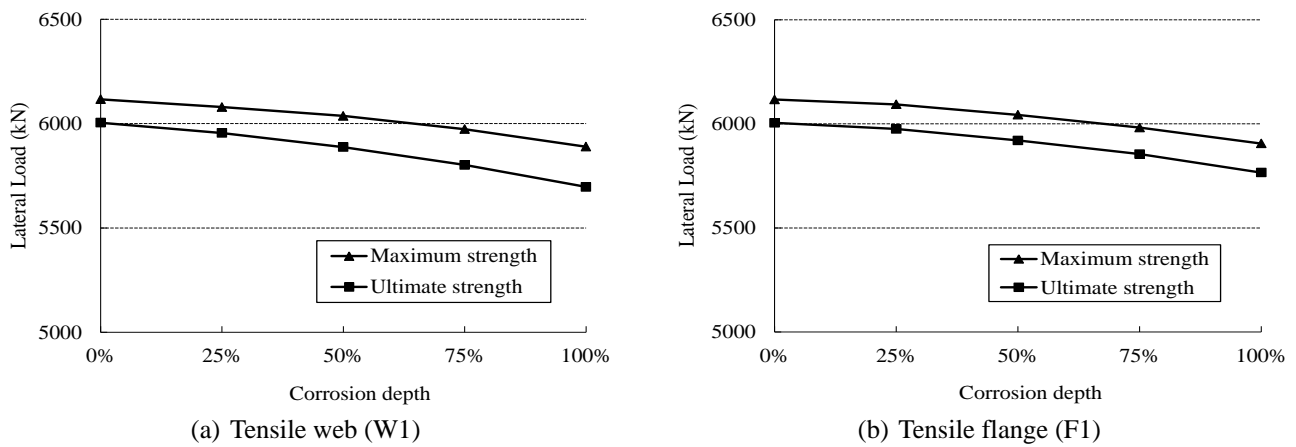 6500
6000
5500
5000
Lateral Load (kN)
Maximum strength
Ultimate strength
0% 25% 50% 75% 100%
Corrosion depth
(a) Tensile web (W1)
6500
6000
5500
5000
Lateral Load (kN)
Maximum strength
Ultimate strength
0% 25% 50% 75% 100%
Corrosion depth
(b) Tensile flange (F1)